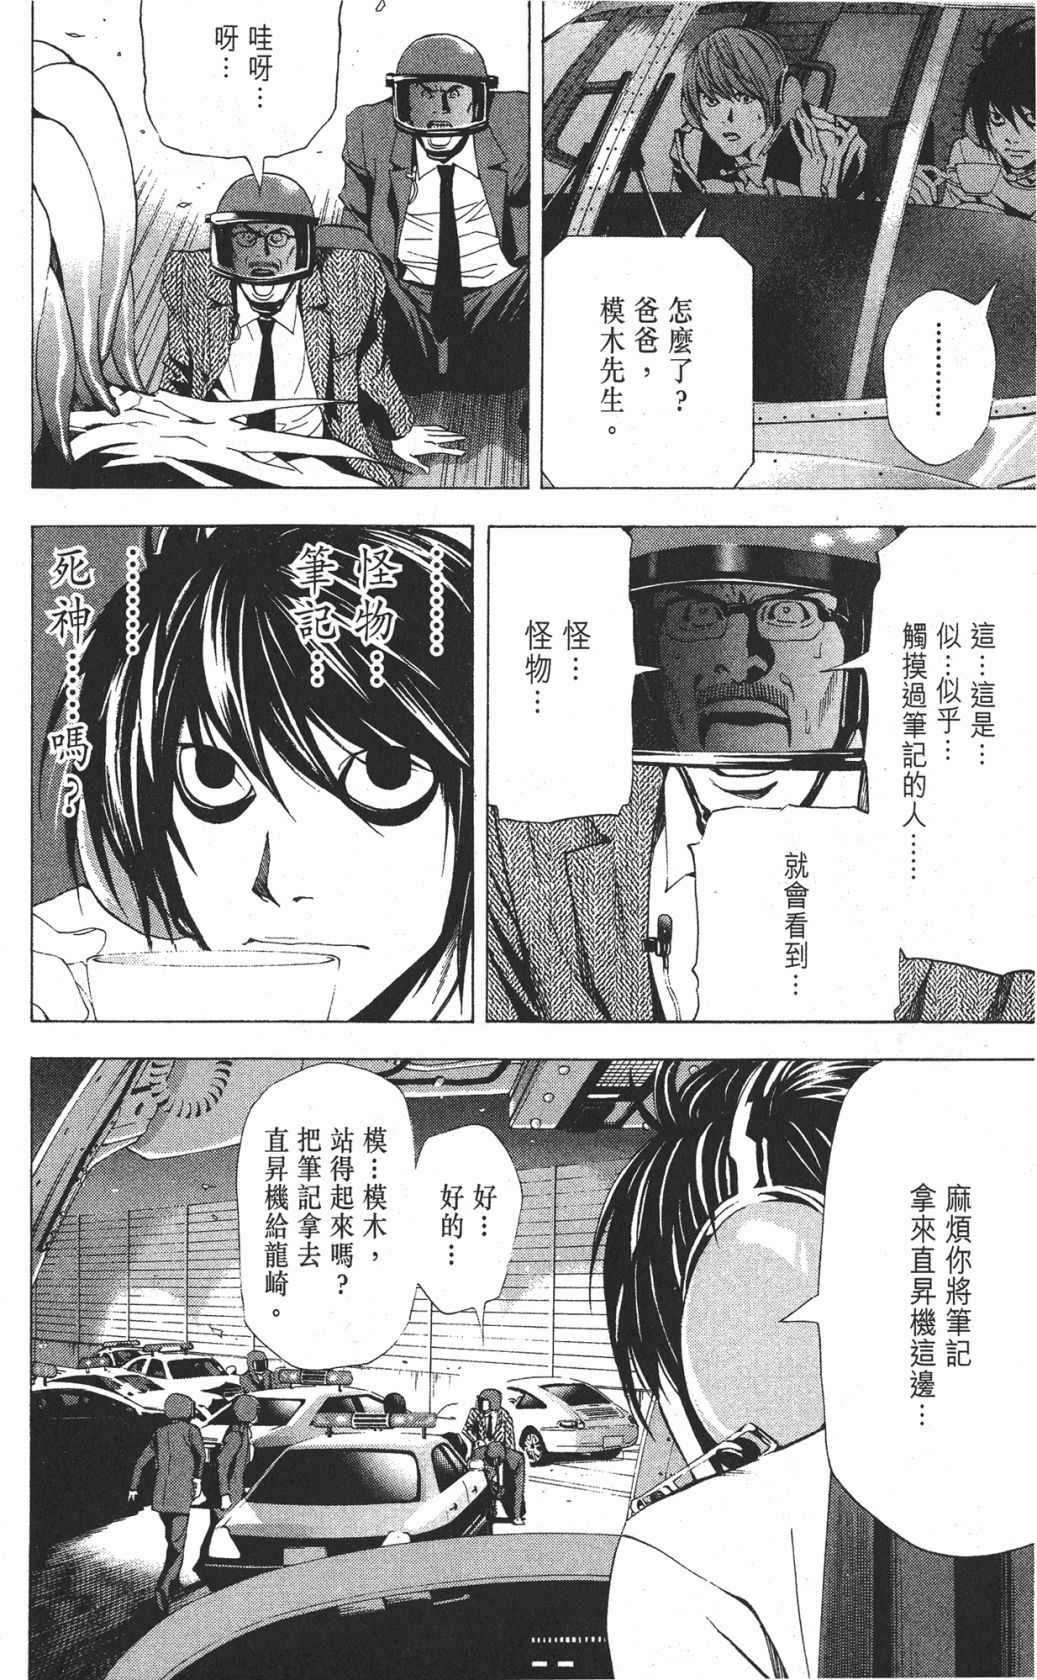 怎麼了？
爸爸，
模木先生。
…………
哇呀…
呀…
這…這是…
似…似乎…
觸摸過筆記的人……
就會看到…
怪…
怪物…
………
怪物…
筆記…
………
死神……嗎？
麻煩你將筆記
拿來直昇機這邊…
好…
好的…
模…模木，
站得起來嗎？
把筆記拿去
直昇機給龍崎。